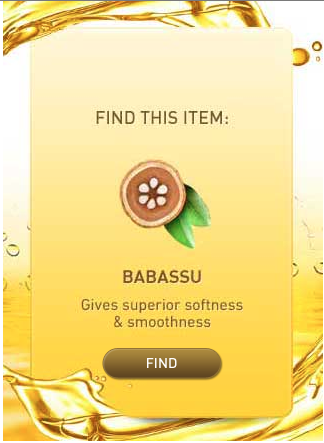 FIND THIS ITEM:
BABASSU
Gives superior softness
& smoothness
FIND